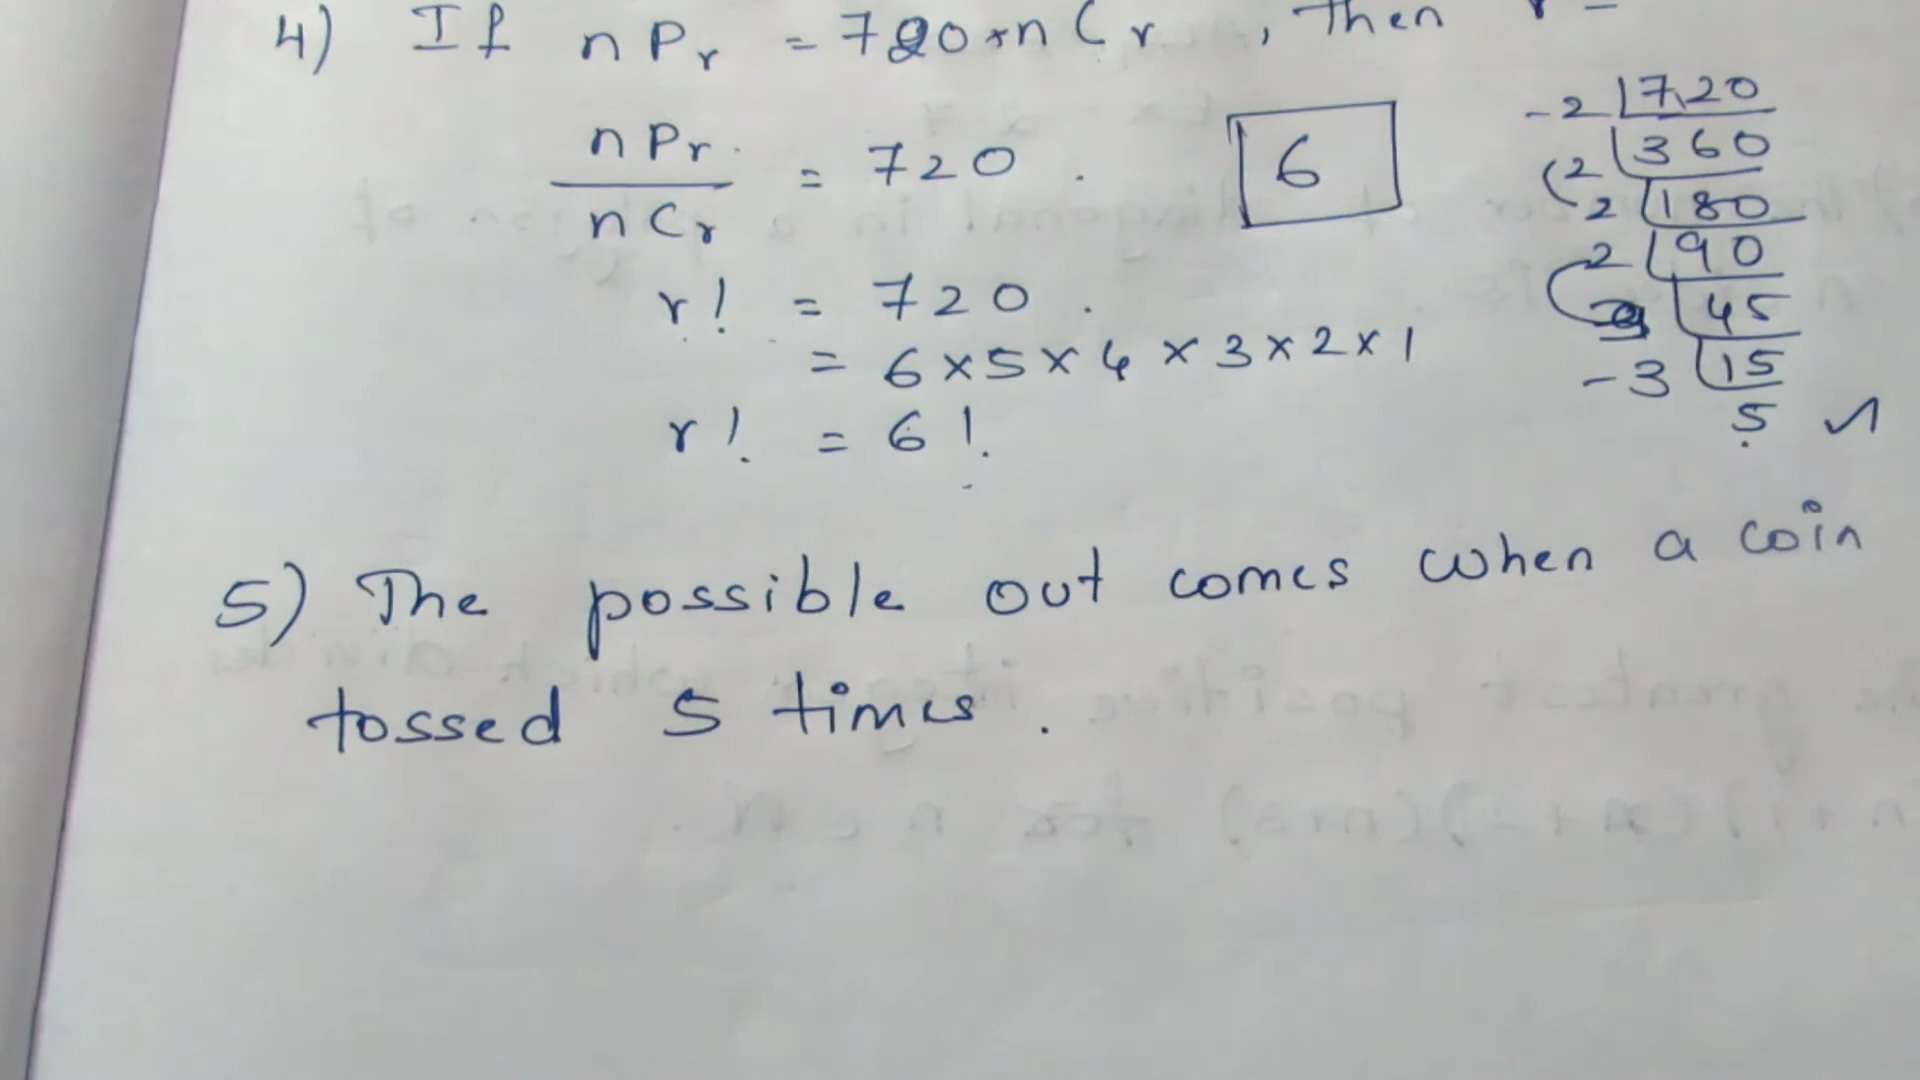 4) If nPr = 720 × nCr, Then r =
nPr / nCr = 720.
6
r! = 720.
= 6 × 5 × 4 × 3 × 2 × 1
r! = 6!
2 | 720
2 | 360
2 | 180
2 | 90
45
3 | 15
5
5) The possible out comes when a coin
tossed 5 times.